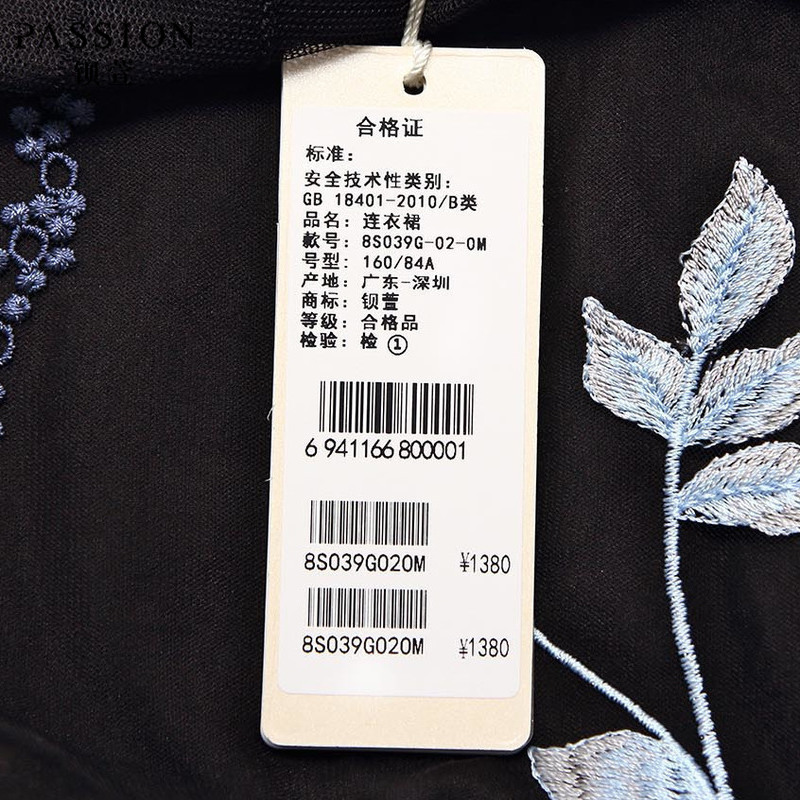 PASSION
钡萱
合格证
标准：
安全技术性类别：
GB 18401-2010/B类
品名：连衣裙
款号：8S039G-02-0M
号型：160/84A
产地：广东-深圳
商标：钡萱
等级：合格品
检验：检 ①
6 941166 800001
8S039G020M ¥1380
8S039G020M ¥1380